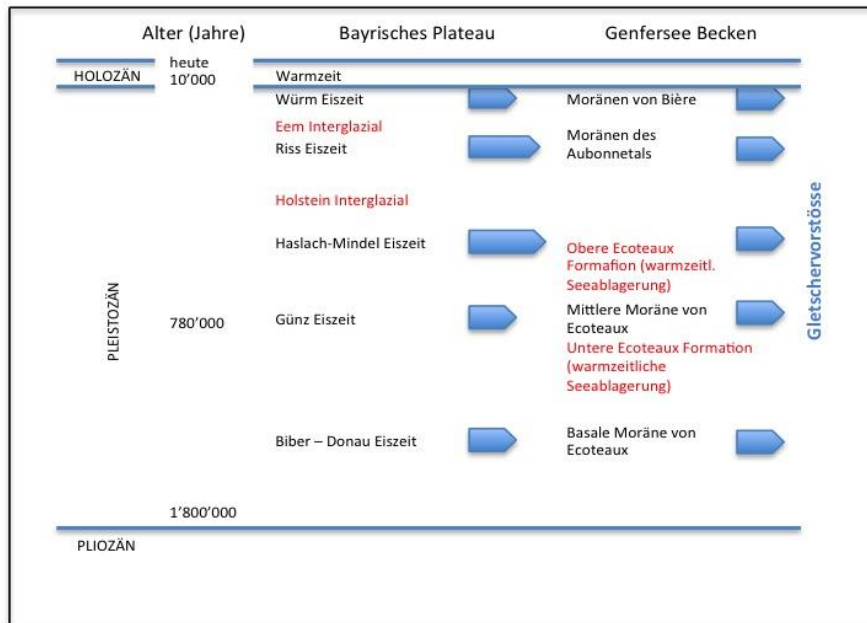 Alter (Jahre) Bayrisches Plateau Genfersee Becken
heute
HOLOZÄN 10’000 Warmzeit
Würm Eiszeit Moränen von Bière
Eem Interglazial
Riss Eiszeit Moränen des
Aubonnetals
Holstein Interglazial
Haslach-Mindel Eiszeit Obere Ecoteaux
Formafion (warmzeitl.
Seeablagerung)
PLEISTOZÄN 780’000 Günz Eiszeit Mittlere Moräne von
Ecoteaux
Untere Ecoteaux Formation
(warmzeitliche
Seeablagerung)
Biber – Donau Eiszeit Basale Moräne von
Ecoteaux
1’800’000
PLIOZÄN
Gletschervorstösse